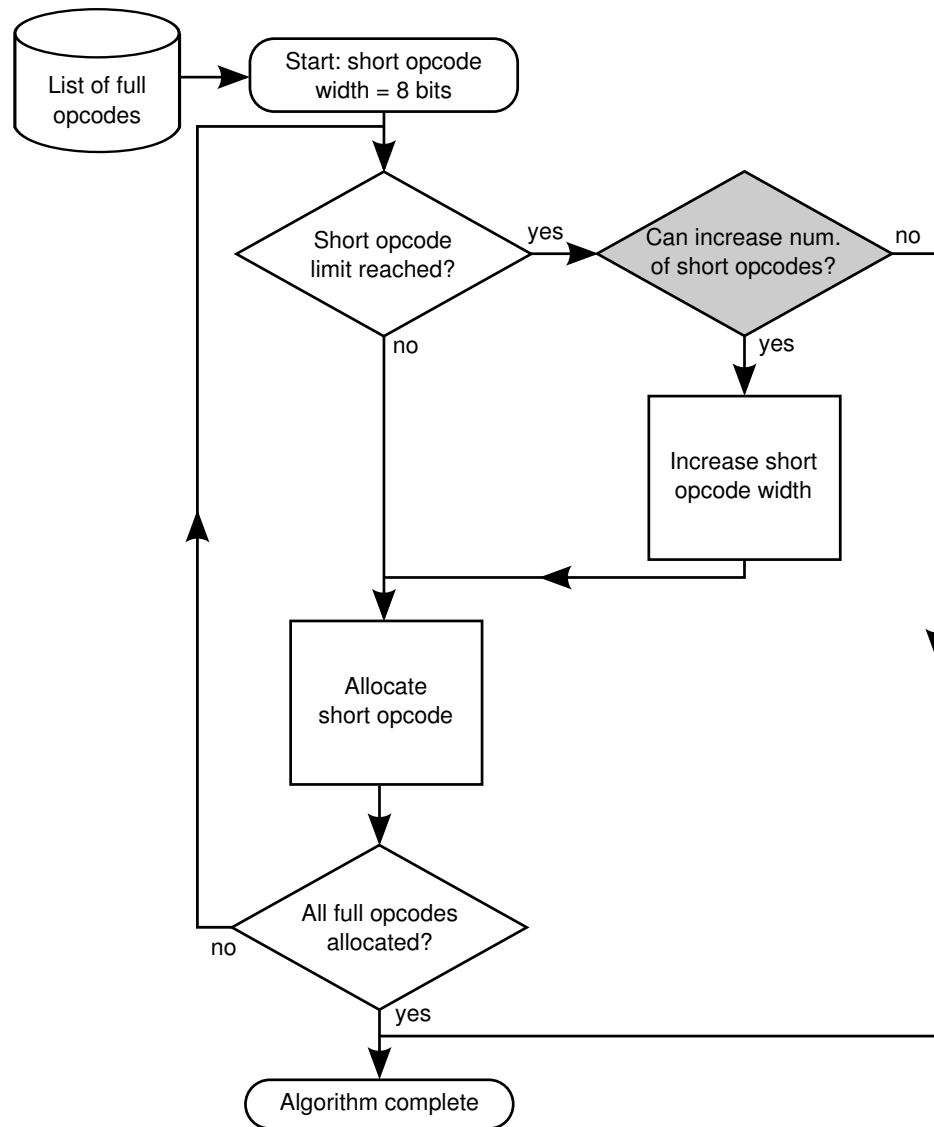 List of full
opcodes
Start: short opcode
width = 8 bits
Short opcode
limit reached?
yes
Can increase num.
of short opcodes?
no
no
yes
Increase short
opcode width
Allocate
short opcode
All full opcodes
allocated?
no
yes
Algorithm complete